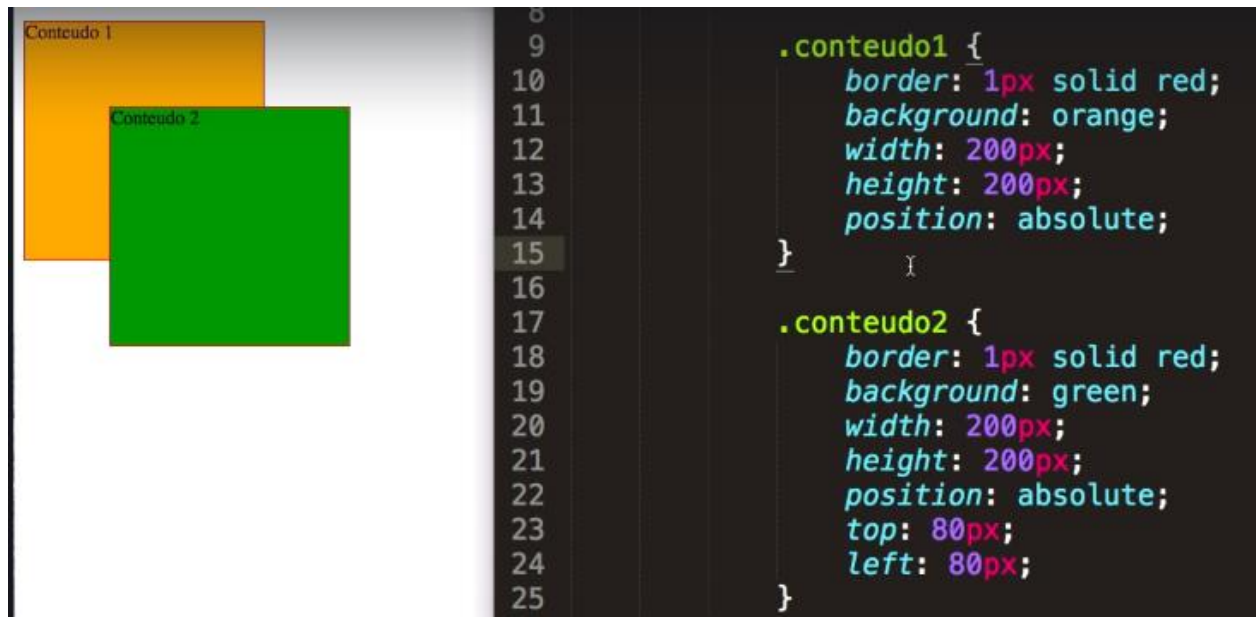 Conteudo 1
Conteudo 2
8
9 .conteudo1 {
10 border: 1px solid red;
11 background: orange;
12 width: 200px;
13 height: 200px;
14 position: absolute;
15 }
16
17 .conteudo2 {
18 border: 1px solid red;
19 background: green;
20 width: 200px;
21 height: 200px;
22 position: absolute;
23 top: 80px;
24 left: 80px;
25 }